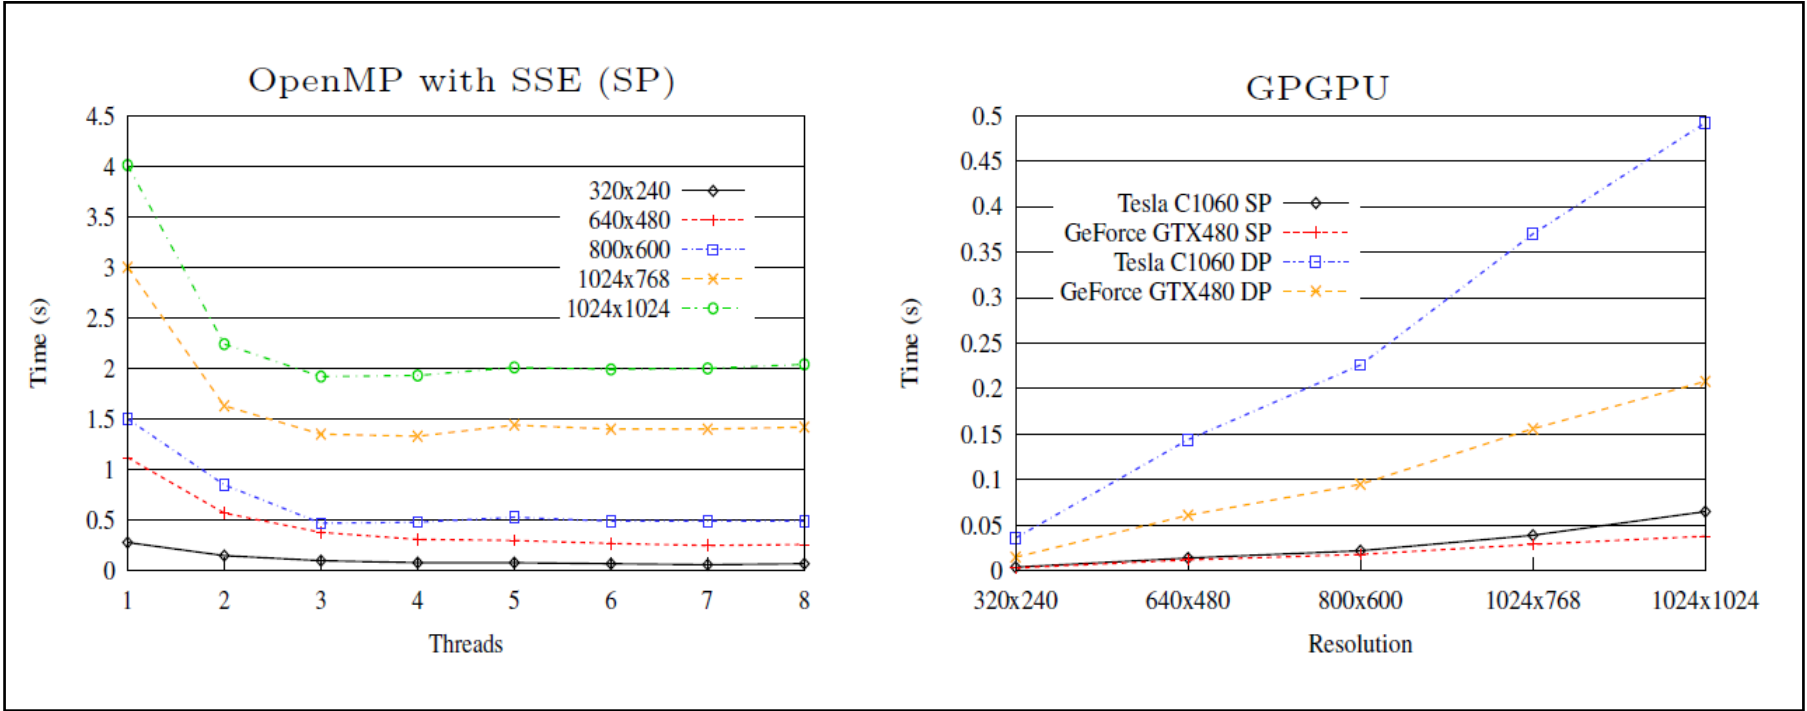 OpenMP with SSE (SP)
4.5
4
3.5
3
2.5
2
1.5
1
0.5
0
Time (s)
320x240
640x480
800x600
1024x768
1024x1024
1 2 3 4 5 6 7 8
Threads
GPGPU
0.5
0.45
0.4
0.35
0.3
0.25
0.2
0.15
0.1
0.05
0
Time (s)
Tesla C1060 SP
GeForce GTX480 SP
Tesla C1060 DP
GeForce GTX480 DP
320x240 640x480 800x600 1024x768 1024x1024
Resolution